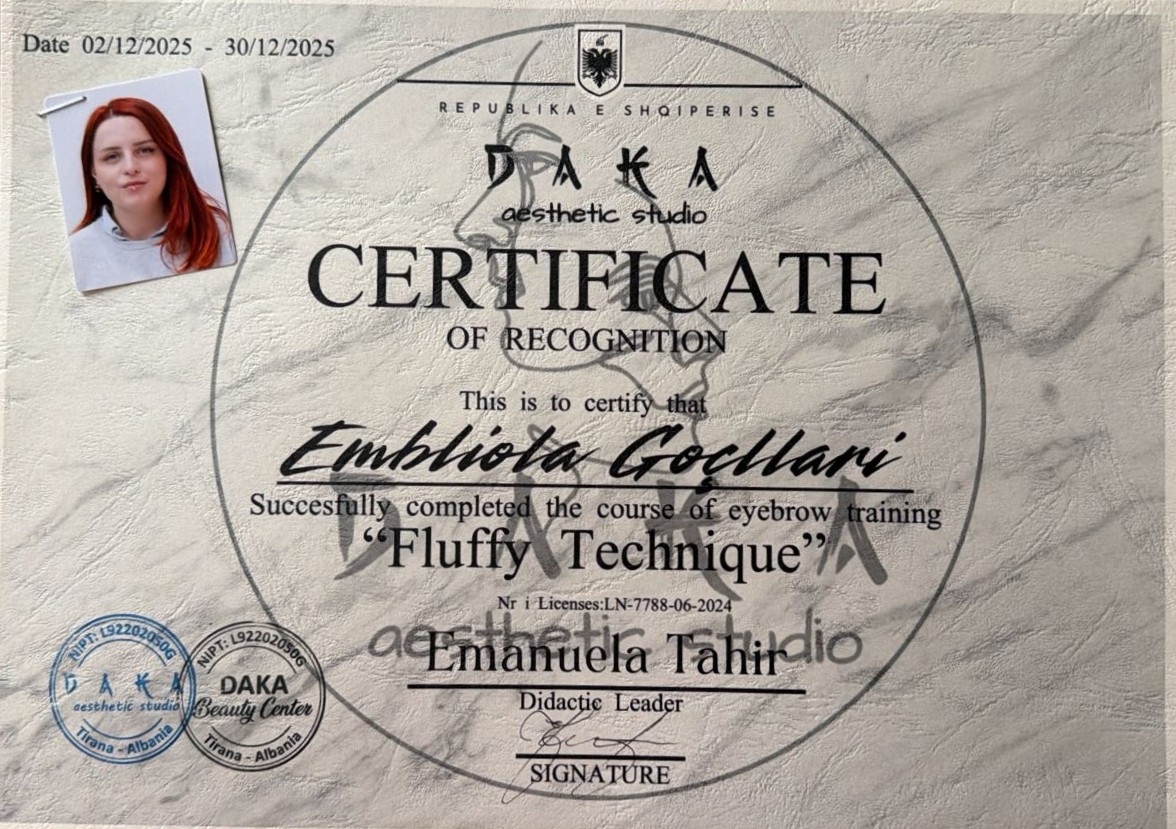 Date 02/12/2025 - 30/12/2025
REPUBLIKA E SHQIPERISE
DAKA
aesthetic studio
CERTIFICATE
OF RECOGNITION
This is to certify that
Embliola Goçllari
Succesfully completed the course of eyebrow training
“Fluffy Technique”
DAKA
aesthetic studio
Nr i Licenses:LN-7788-06-2024
Emanuela Tahir
Didactic Leader
SIGNATURE
NIPT: L92202050G
DAKA
aesthetic studio
Tirana - Albania
NIPT: L92202050G
DAKA
Beauty Center
Tirana - Albania